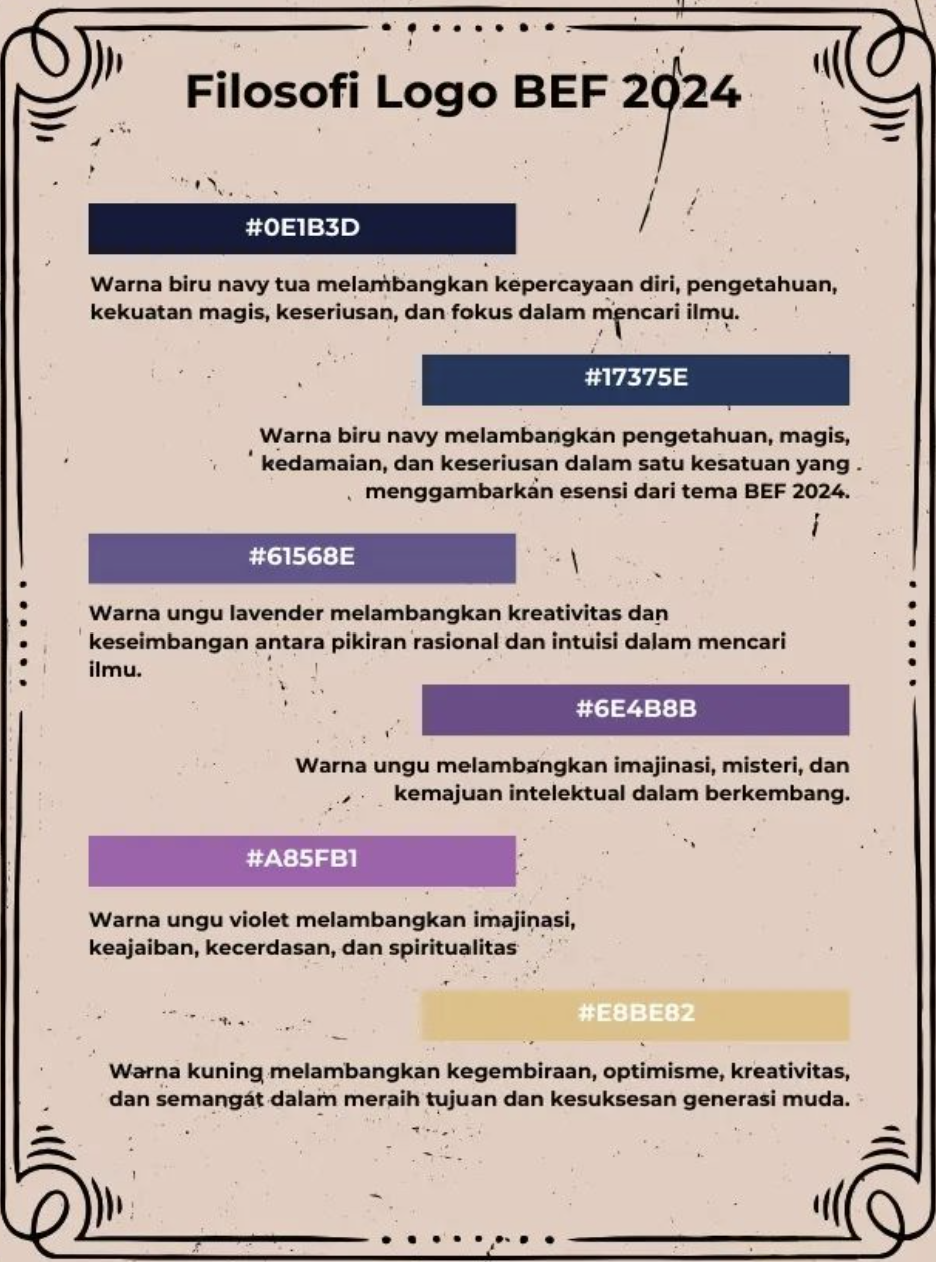 Filosofi Logo BEF 2024
#0E1B3D
Warna biru navy tua melambangkan kepercayaan diri, pengetahuan,
kekuatan magis, keseriusan, dan fokus dalam mencari ilmu.
#17375E
Warna biru navy melambangkan pengetahuan, magis,
kedamaian, dan keseriusan dalam satu kesatuan yang
menggambarkan esensi dari tema BEF 2024.
#61568E
Warna ungu lavender melambangkan kreativitas dan
keseimbangan antara pikiran rasional dan intuisi dalam mencari
ilmu.
#6E4B8B
Warna ungu melambangkan imajinasi, misteri, dan
kemajuan intelektual dalam berkembang.
#A85FB1
Warna ungu violet melambangkan imajinasi,
keajaiban, kecerdasan, dan spiritualitas
#E8BE82
Warna kuning melambangkan kegembiraan, optimisme, kreativitas,
dan semangat dalam meraih tujuan dan kesuksesan generasi muda.